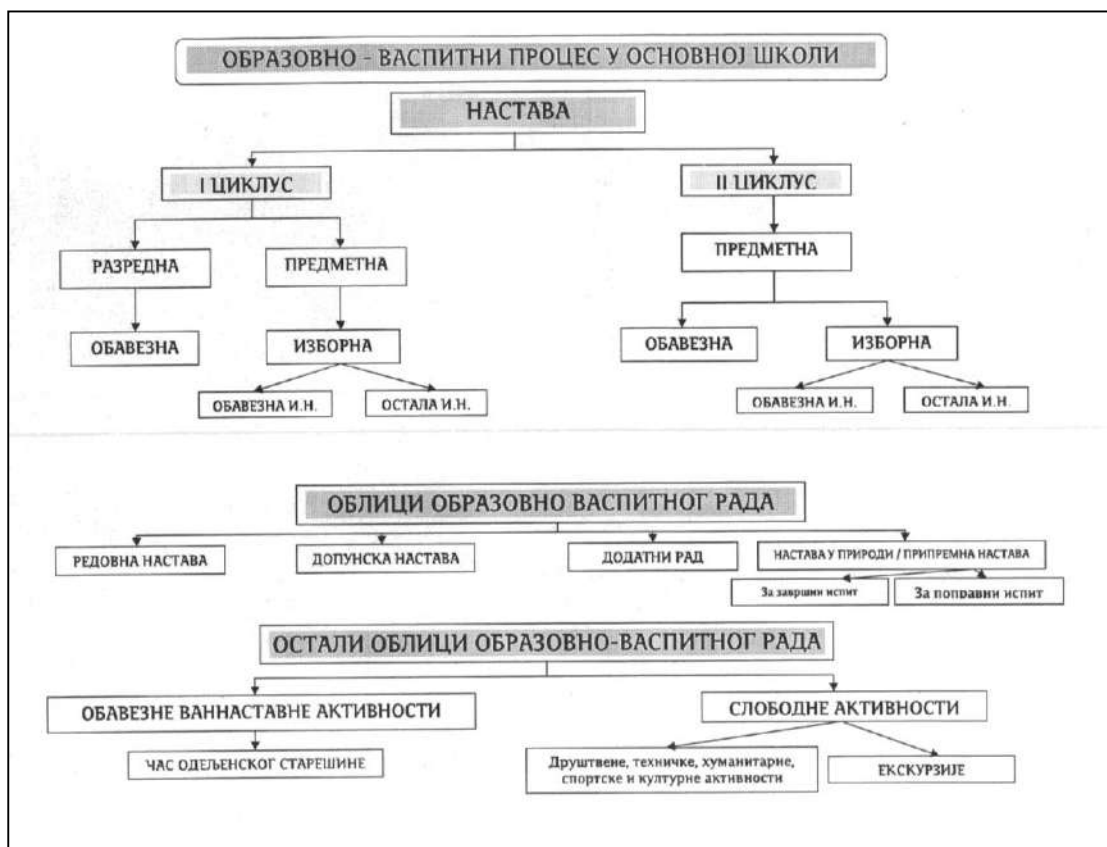 ОБРАЗОВНО - ВАСПИТНИ ПРОЦЕС У ОСНОВНОЈ ШКОЛИ
НАСТАВА
I ЦИКЛУС
II ЦИКЛУС
РАЗРЕДНА
ПРЕДМЕТНА
ПРЕДМЕТНА
ОБАВЕЗНА
ИЗБОРНА
ОБАВЕЗНА
ИЗБОРНА
ОБАВЕЗНА И.Н.
ОСТАЛА И.Н.
ОБАВЕЗНА И.Н.
ОСТАЛА И.Н.
ОБЛИЦИ ОБРАЗОВНО ВАСПИТНОГ РАДА
РЕДОВНА НАСТАВА
ДОПУНСКА НАСТАВА
ДОДАТНИ РАД
НАСТАВА У ПРИРОДИ / ПРИПРЕМНА НАСТАВА
За завршни испит
За поправни испит
ОСТАЛИ ОБЛИЦИ ОБРАЗОВНО-ВАСПИТНОГ РАДА
ОБАВЕЗНЕ ВАННАСТАВНЕ АКТИВНОСТИ
СЛОБОДНЕ АКТИВНОСТИ
ЧАС ОДЕЉЕНСКОГ СТАРЕШИНЕ
Друштвене, техничке, хуманитарне,
спортске и културне активности
ЕКСКУРЗИЈЕ